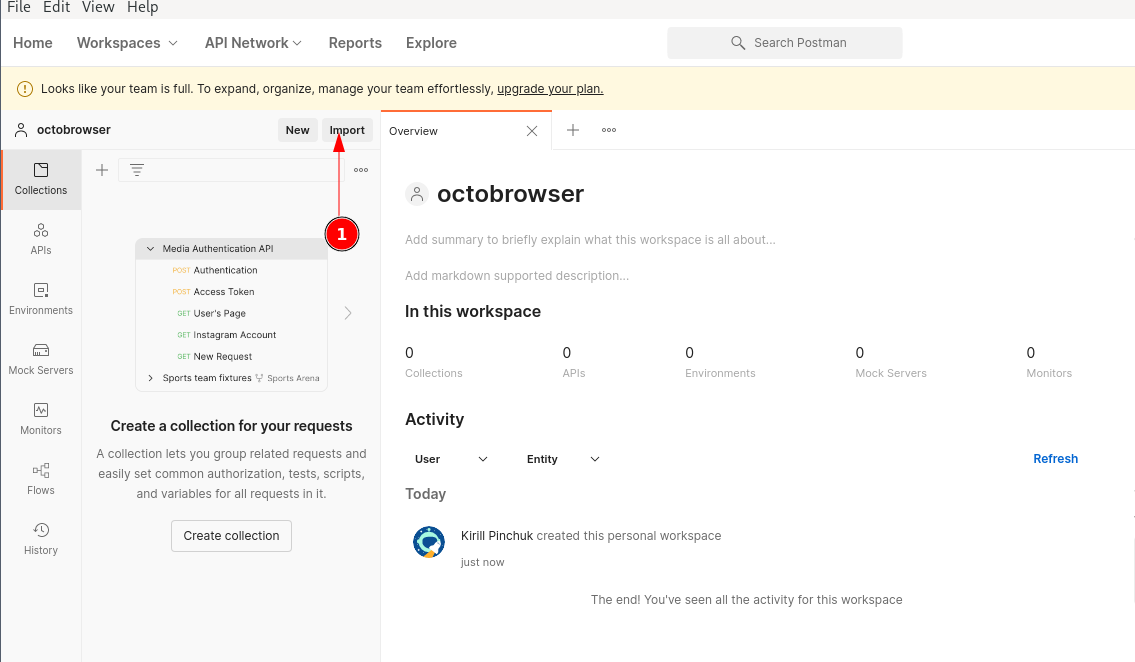 File Edit View Help
Home Workspaces API Network Reports Explore Search Postman
Looks like your team is full. To expand, organize, manage your team effortlessly, upgrade your plan.
octobrowser New Import
Overview
Collections
APIs
Environments
Mock Servers
Monitors
Flows
History
1
Media Authentication API
POST Authentication
POST Access Token
GET User's Page
GET Instagram Account
GET New Request
Sports team fixtures Sports Arena
Create a collection for your requests
A collection lets you group related requests and
easily set common authorization, tests, scripts,
and variables for all requests in it.
Create collection
octobrowser
Add summary to briefly explain what this workspace is all about...
Add markdown supported description...
In this workspace
0 0 0 0 0
Collections APIs Environments Mock Servers Monitors
Activity
User Entity Refresh
Today
Kirill Pinchuk created this personal workspace
just now
The end! You've seen all the activity for this workspace